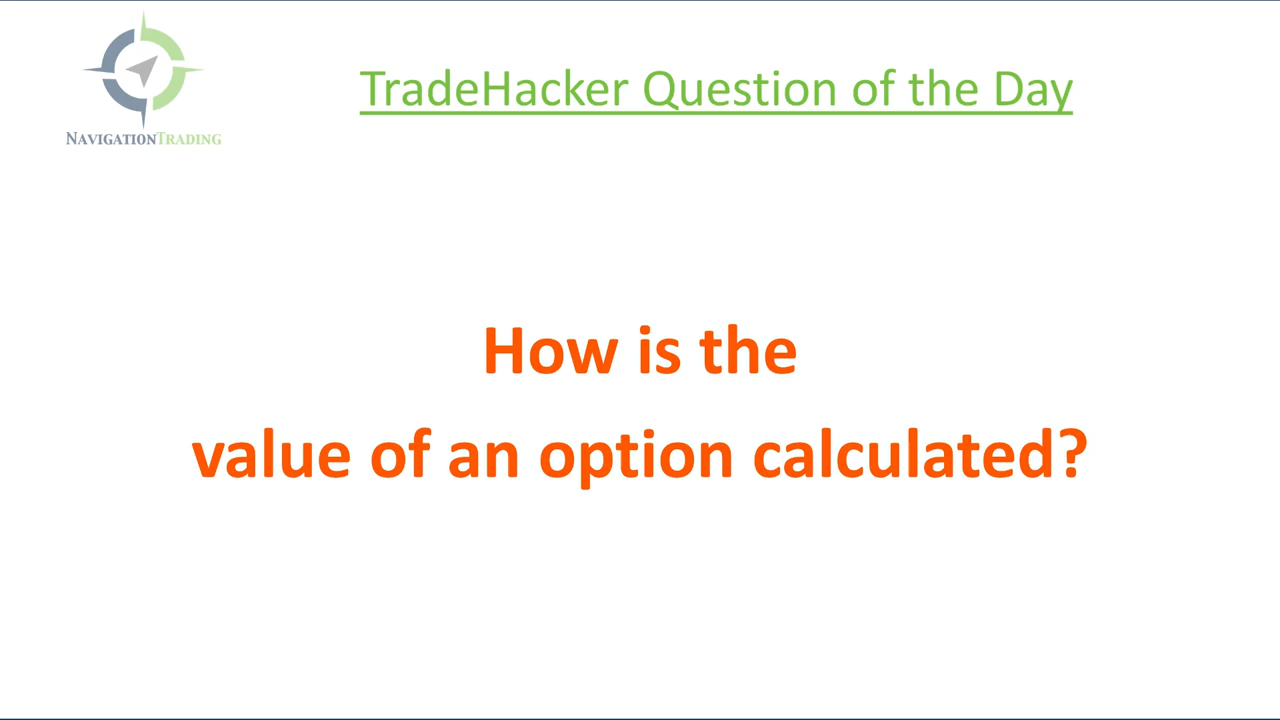 NAVIGATIONTRADING
TradeHacker Question of the Day
How is the
value of an option calculated?